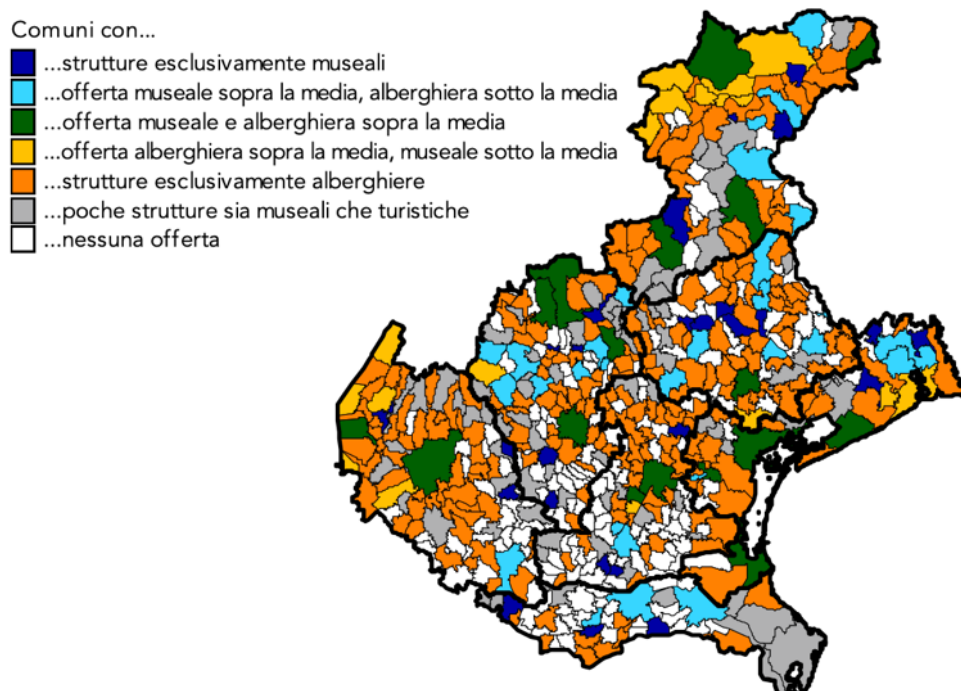 Comuni con...
...strutture esclusivamente museali
...offerta museale sopra la media, alberghiera sotto la media
...offerta museale e alberghiera sopra la media
...offerta alberghiera sopra la media, museale sotto la media
...strutture esclusivamente alberghiere
...poche strutture sia museali che turistiche
...nessuna offerta